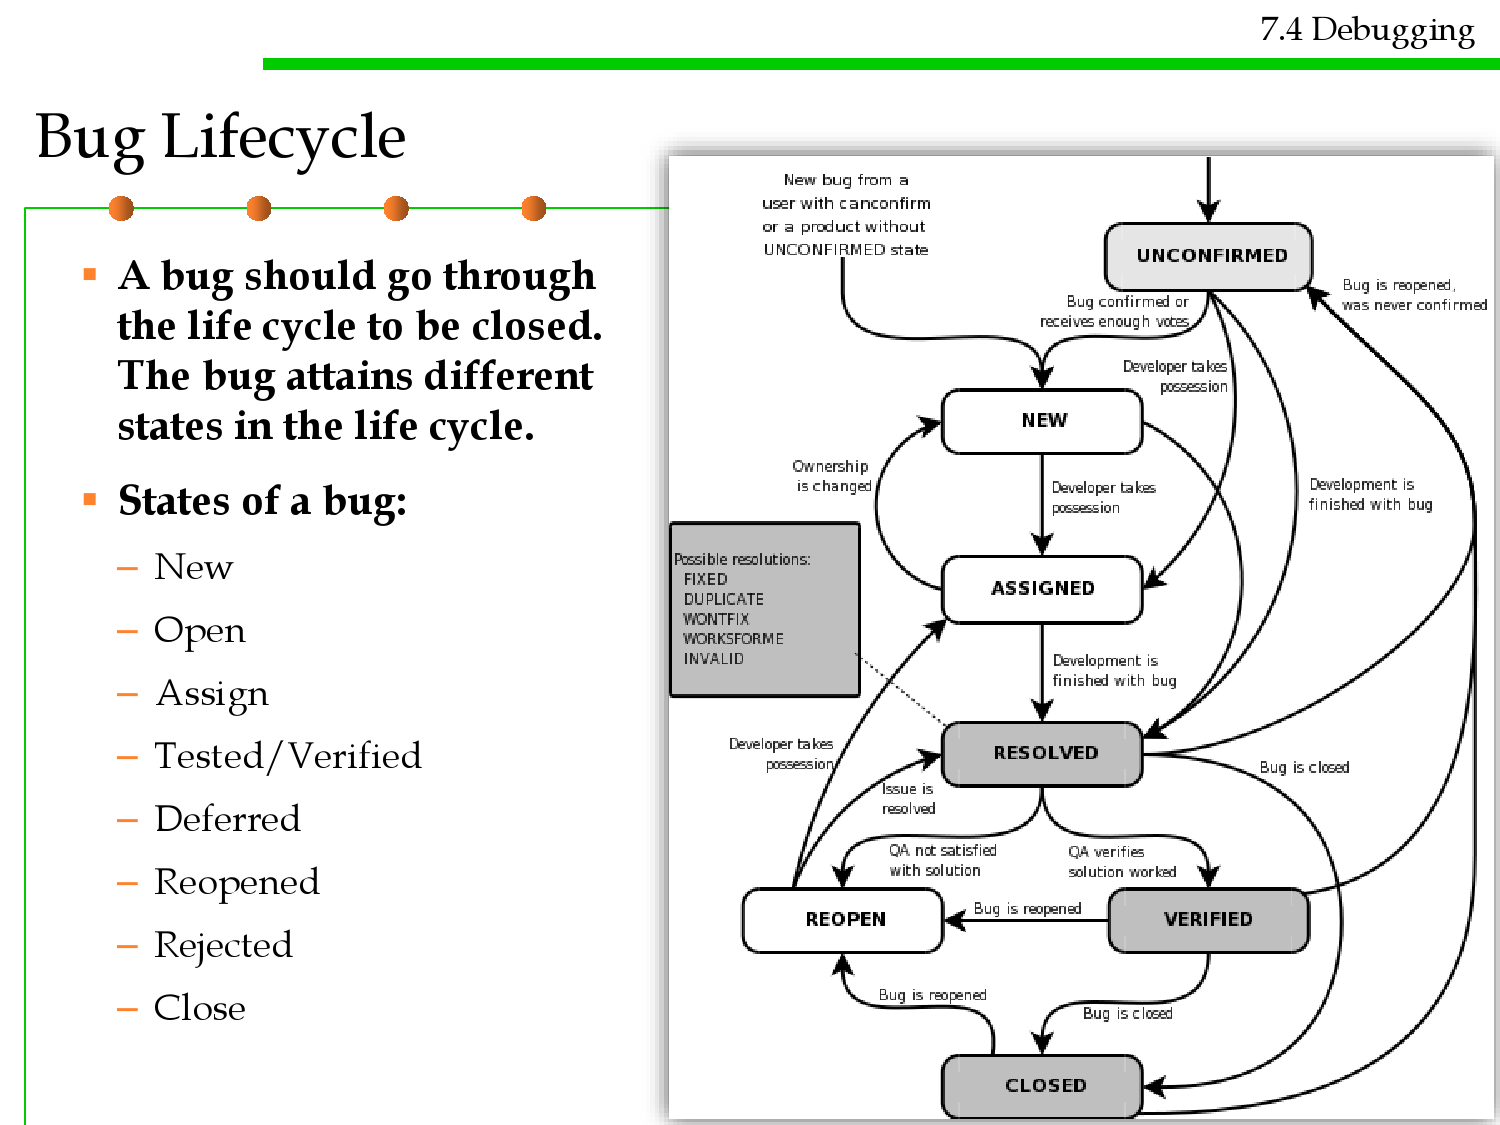 7.4 Debugging
Bug Lifecycle
▪ A bug should go through
the life cycle to be closed.
The bug attains different
states in the life cycle.
▪ States of a bug:
– New
– Open
– Assign
– Tested/Verified
– Deferred
– Reopened
– Rejected
– Close
New bug from a
user with canconfirm
or a product without
UNCONFIRMED state
UNCONFIRMED
Bug is reopened,
was never confirmed
Bug confirmed or
receives enough votes
Developer takes
possession
NEW
Ownership
is changed
Developer takes
possession
Development is
finished with bug
Possible resolutions:
FIXED
DUPLICATE
WONTFIX
WORKSFORME
INVALID
ASSIGNED
Development is
finished with bug
Developer takes
possession
RESOLVED
Issue is
resolved
Bug is closed
QA not satisfied
with solution
QA verifies
solution worked
REOPEN
Bug is reopened
VERIFIED
Bug is reopened
Bug is closed
CLOSED